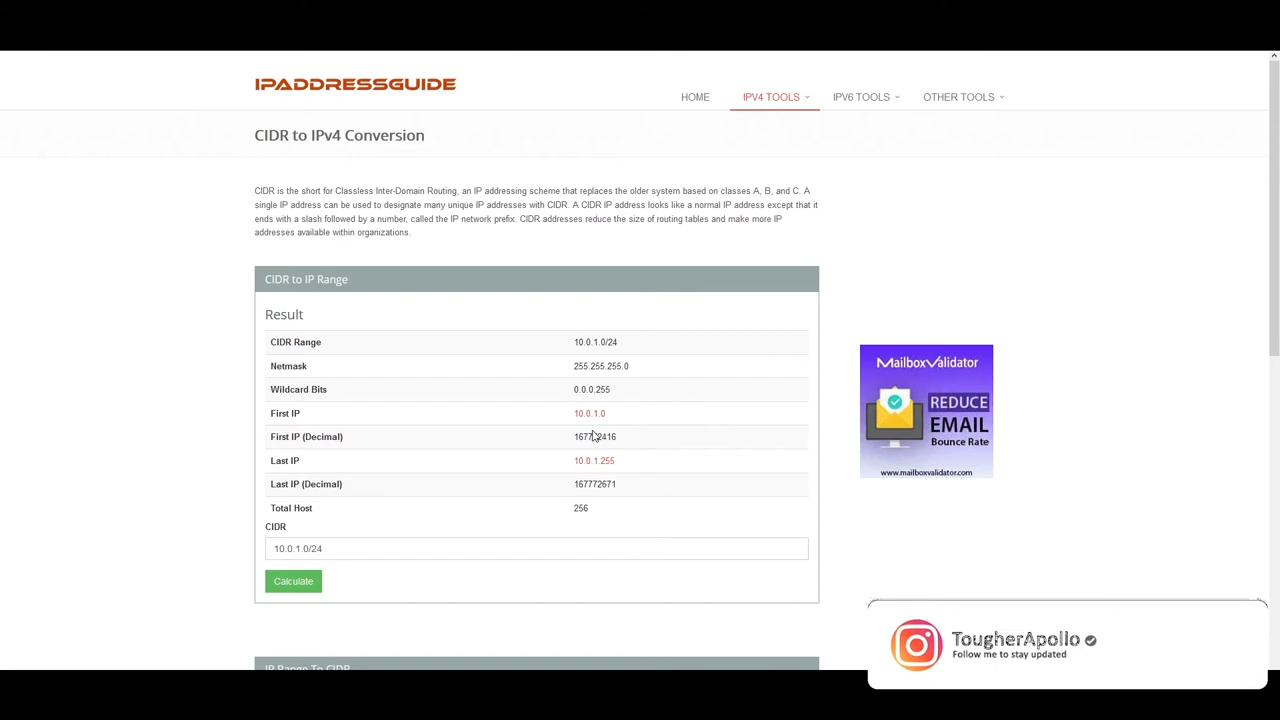 IPADDRESSGUIDE
HOME
IPV4 TOOLS
IPV6 TOOLS
OTHER TOOLS
CIDR to IPv4 Conversion
CIDR is the short for Classless Inter-Domain Routing, an IP addressing scheme that replaces the older system based on classes A, B, and C. A
single IP address can be used to designate many unique IP addresses with CIDR. A CIDR IP address looks like a normal IP address except that it
ends with a slash followed by a number, called the IP network prefix. CIDR addresses reduce the size of routing tables and make more IP
addresses available within organizations.
CIDR to IP Range
Result
CIDR Range 10.0.1.0/24
Netmask 255.255.255.0
Wildcard Bits 0.0.0.255
First IP 10.0.1.0
First IP (Decimal)
Last IP 10.0.1.255
Last IP (Decimal) 167772671
Total Host 256
CIDR
10.0.1.0/24
Calculate
MailboxValidator
REDUCE
EMAIL
Bounce Rate
www.mailboxvalidator.com
TougherApollo
Follow me to stay updated
IP Range To CIDR